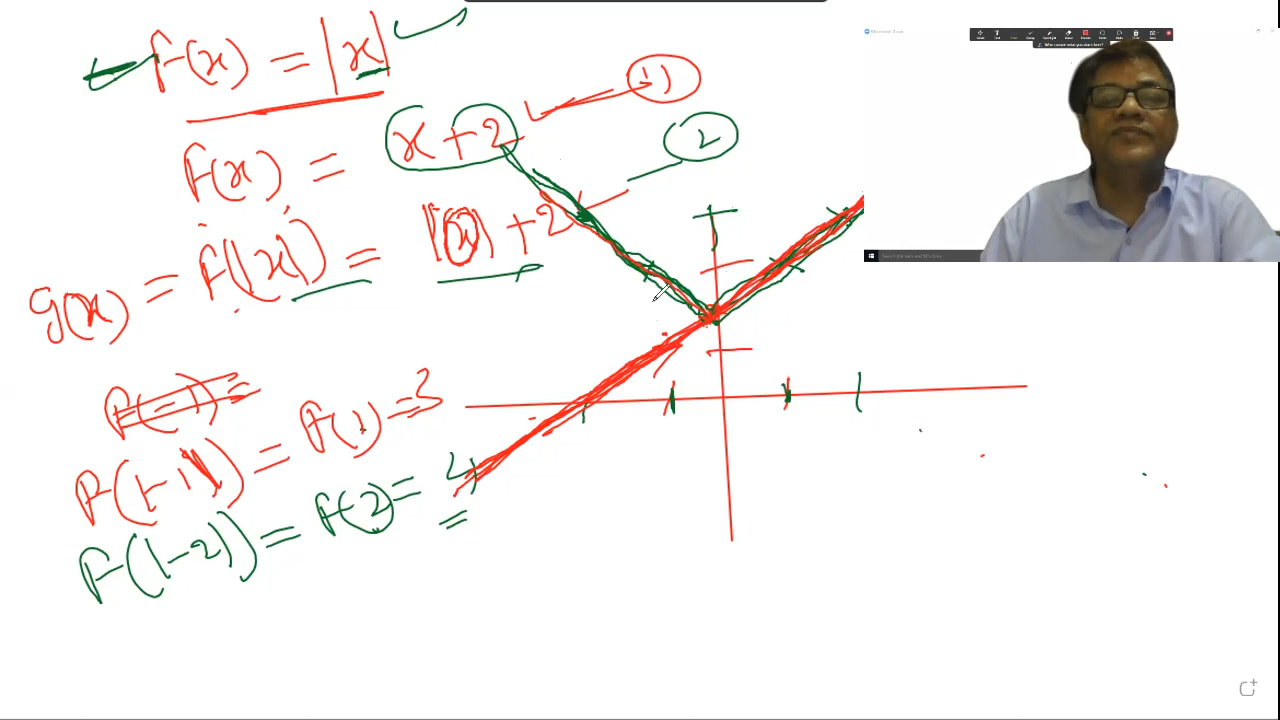 f(x) = |x|
1)
f(x) = x + 2
2
g(x) = f(|x|) = |x| + 2
f(-1) =
f(|-1|) = f(1) = 3
f(|-2|) = f(2) = 4